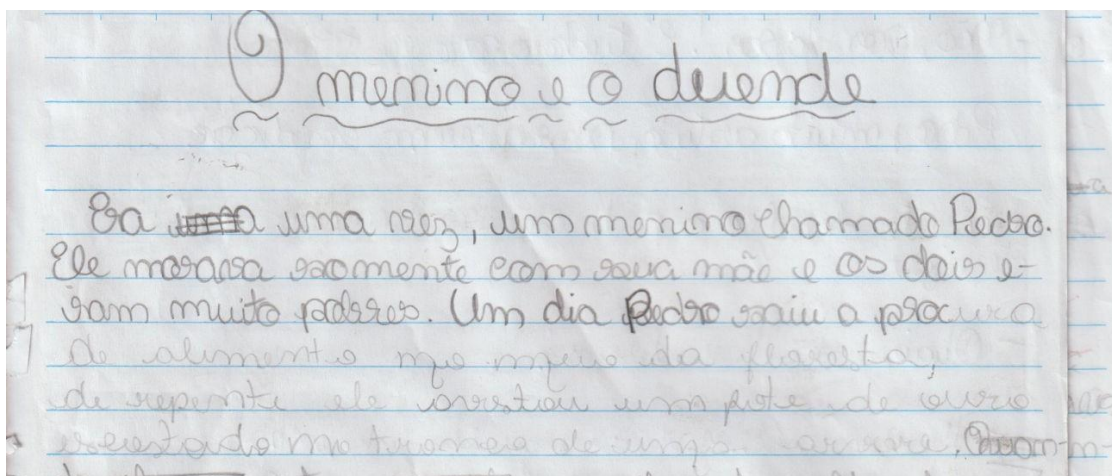 O menino e o duende
Era uma vez, um menino chamado Pedro.
Ele morava somente com sua mãe e os dois e-
ram muito pobres. Um dia Pedro saiu a procura
de alimento no meio da floresta,
de repente ele avistou um pote de ouro
no tronco de uma arvore.